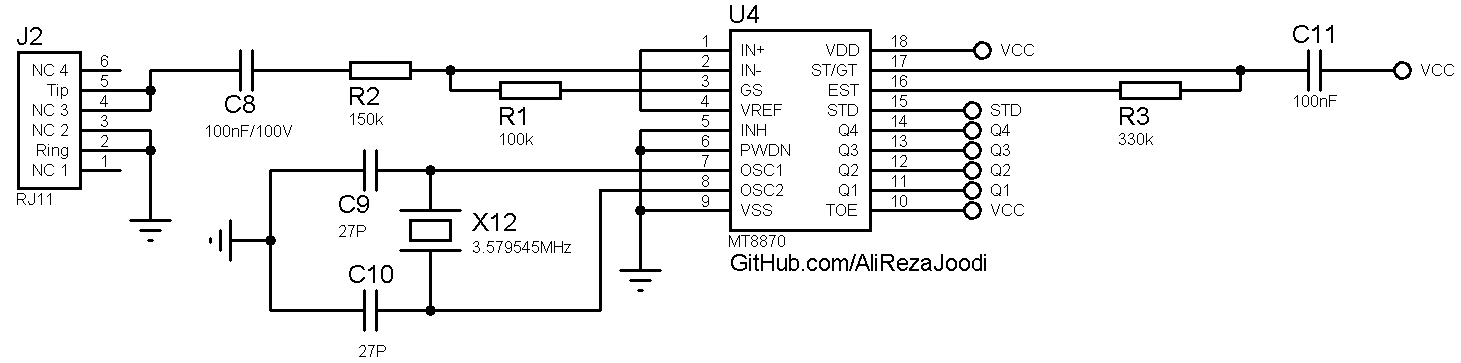 J2
NC 4
Tip
NC 3
NC 2
Ring
NC 1
6
5
4
3
2
1
RJ11
C8
100nF/100V
R2
150k
R1
100k
C9
27P
C10
27P
X12
3.579545MHz
U4
1 IN+ VDD 18 VCC
2 IN- ST/GT 17
3 GS EST 16
4 VREF STD 15 STD
5 INH Q4 14 Q4
6 PWDN Q3 13 Q3
7 OSC1 Q2 12 Q2
8 OSC2 Q1 11 Q1
9 VSS TOE 10 VCC
MT8870
GitHub.com/AliRezaJoodi
R3
330k
C11
100nF
VCC